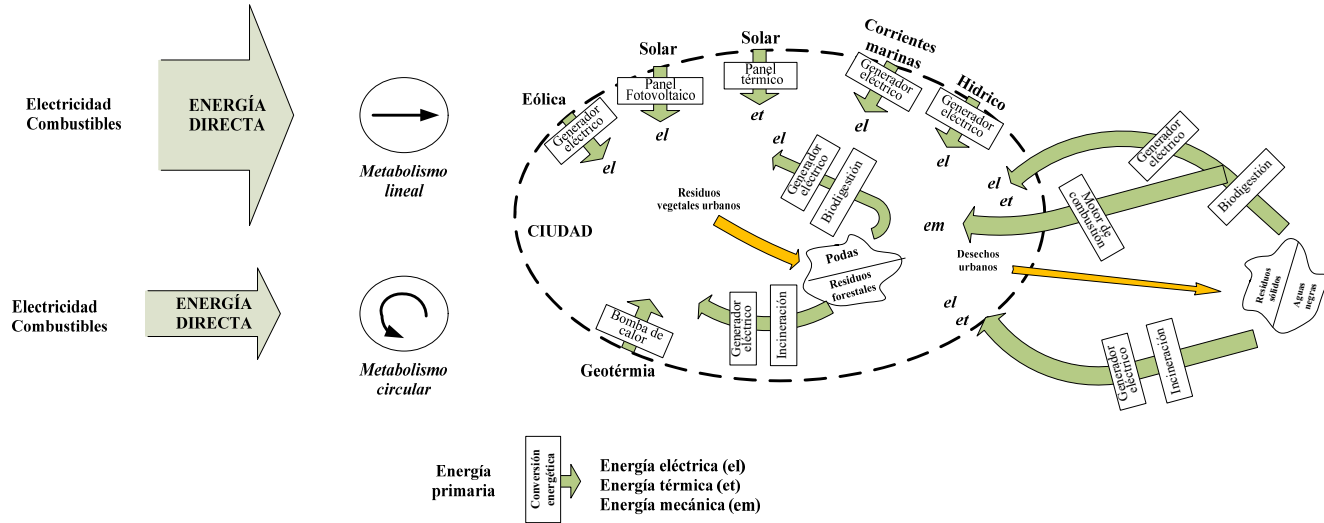 Electricidad
Combustibles
ENERGÍA
DIRECTA
Metabolismo
lineal
Electricidad
Combustibles
ENERGÍA
DIRECTA
Metabolismo
circular
Eólica
Generador
eléctrico
el
Solar
Panel
Fotovoltaico
el
Solar
Panel
térmico
et
Corrientes
marinas
Generador
eléctrico
el
Hídrico
Generador
eléctrico
el
CIUDAD
Residuos
vegetales urbanos
el
Generador
eléctrico
Biodigestión
Podas
Residuos
forestales
Generador
eléctrico
Incineración
Bomba de
calor
Geotérmia
el
et
em
Generador
eléctrico
Biodigestión
Motor de
combustión
Desechos
urbanos
Residuos
sólidos
Aguas
negras
el
et
Generador
eléctrico
Incineración
Energía
primaria
Conversión
energética
Energía eléctrica (el)
Energía térmica (et)
Energía mecánica (em)